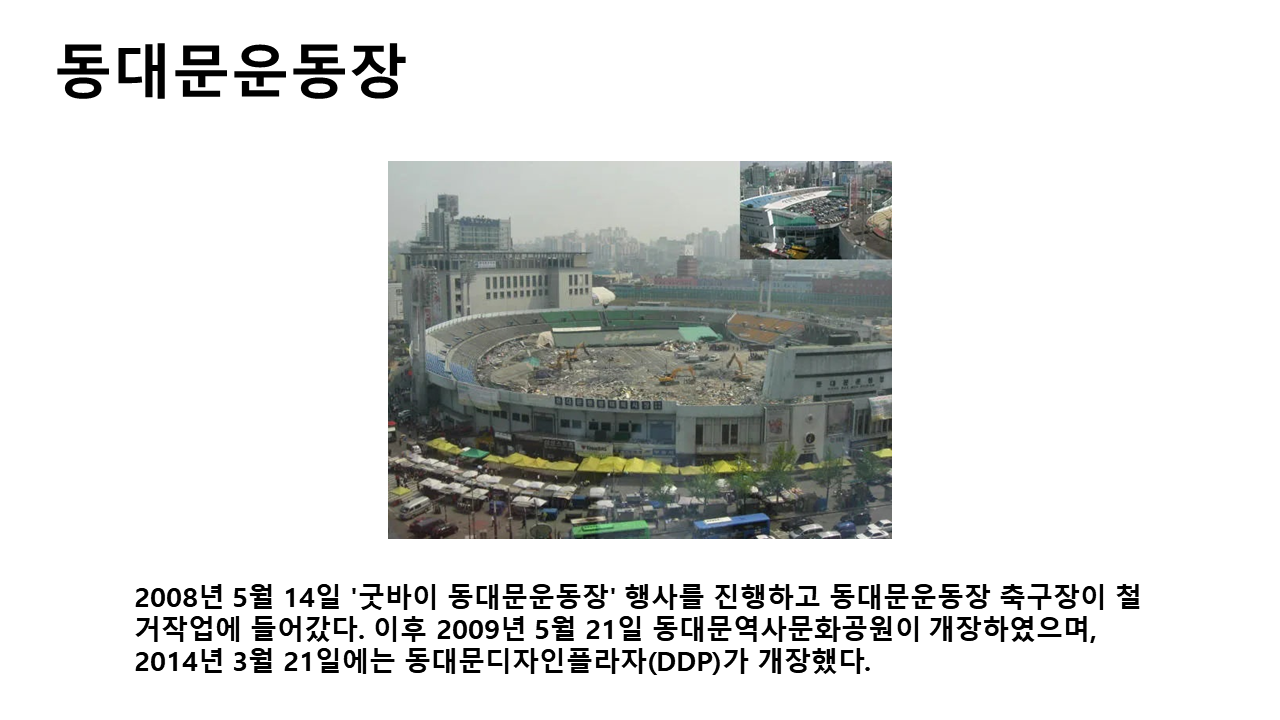 동대문운동장
2008년 5월 14일 '굿바이 동대문운동장' 행사를 진행하고 동대문운동장 축구장이 철
거작업에 들어갔다. 이후 2009년 5월 21일 동대문역사문화공원이 개장하였으며,
2014년 3월 21일에는 동대문디자인플라자(DDP)가 개장했다.